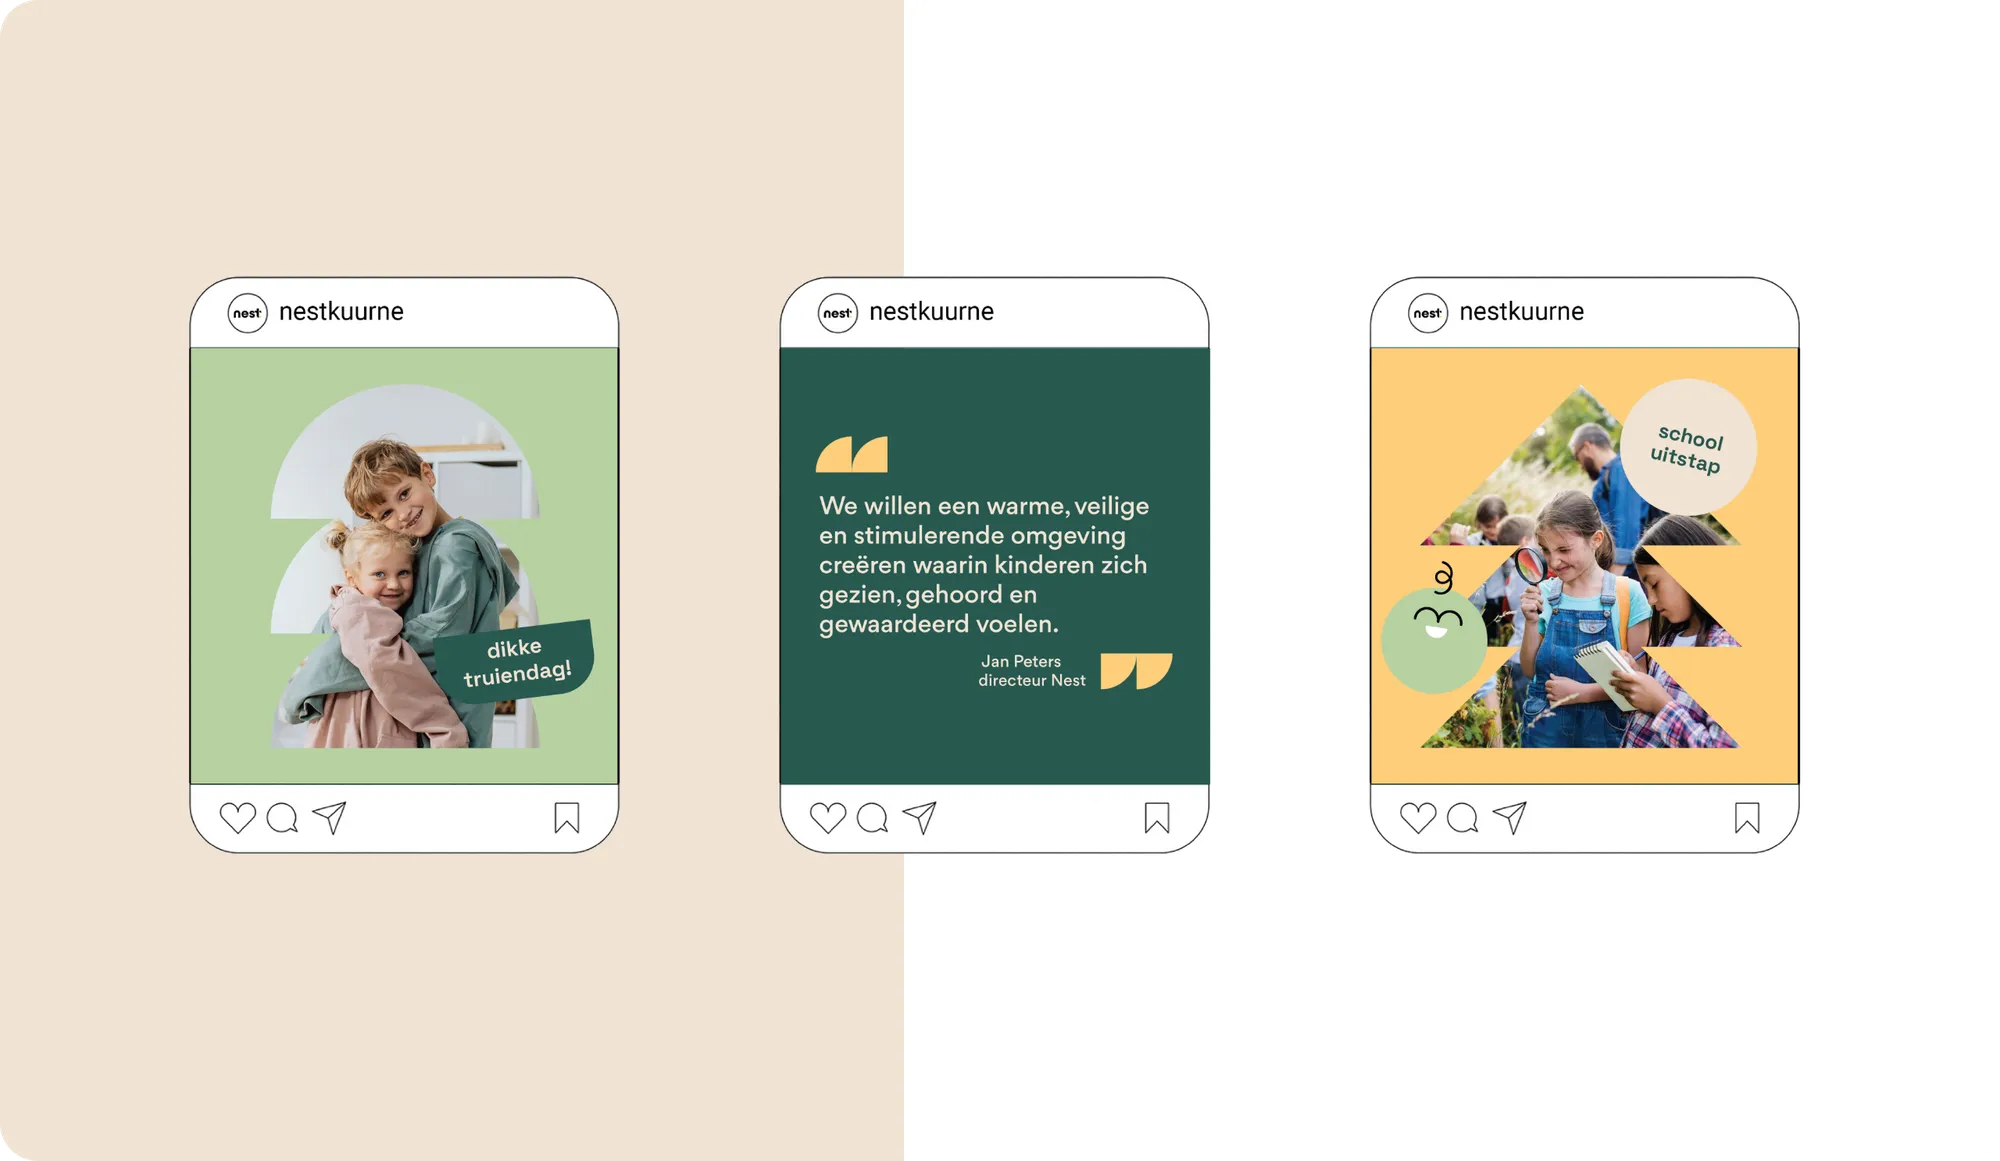 nest
nestkuurne
dikke
truiendag!
nest
nestkuurne
We willen een warme, veilige
en stimulerende omgeving
creëren waarin kinderen zich
gezien, gehoord en
gewaardeerd voelen.
Jan Peters
directeur Nest
nest
nestkuurne
school
uitstap